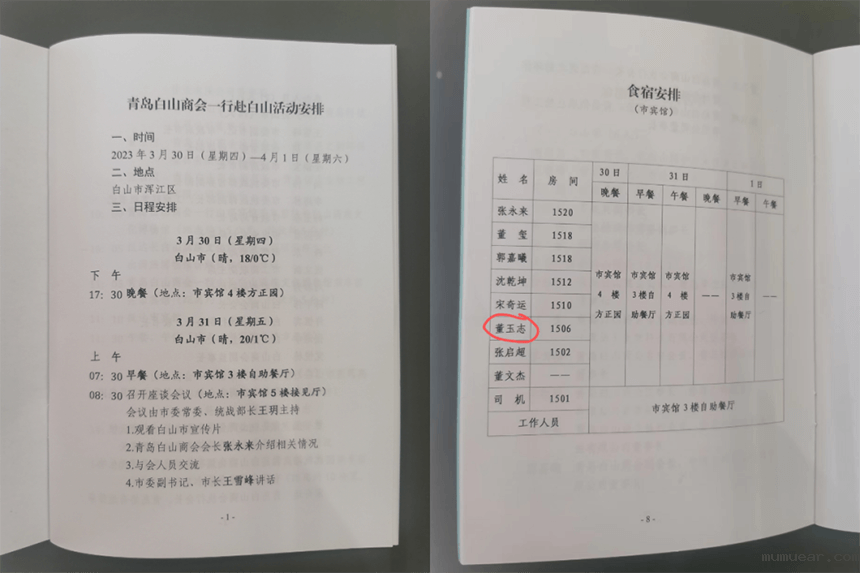 青岛白山商会一行赴白山活动安排
一、时间
2023年3月30日（星期四）—4月1日（星期六）
二、地点
白山市浑江区
三、日程安排
3月30日（星期四）
白山市（晴，18/0℃）
下 午
17：30 晚餐（地点：市宾馆4楼方正园）
3月31日（星期五）
白山市（晴，20/1℃）
上 午
07：30 早餐（地点：市宾馆3楼自助餐厅）
08：30 召开座谈会议（地点：市宾馆5楼接见厅）
会议由市委常委、统战部长王玥主持
1.观看白山市宣传片
2.青岛白山商会会长张永来介绍相关情况
3.与会人员交流
4.市委副书记、市长王雪峰讲话
- 1 -
食宿安排
（市宾馆）
姓 名 房 间 30日 31日 1日
晚餐 早餐 午餐 晚餐 早餐 午餐
张永来 1520
董 玺 1518
郭嘉曦 1518
沈乾坤 1512
宋奇运 1510
董玉志 1506
张启超 1502
董文杰 ——
市宾馆 市宾馆 市宾馆 市宾馆
4 楼 3楼自 4 楼 —— 3楼自 ——
方正园 助餐厅 方正园 助餐厅
司 机 1501
工作人员
市宾馆3楼自助餐厅
- 8 -
mumuear.com